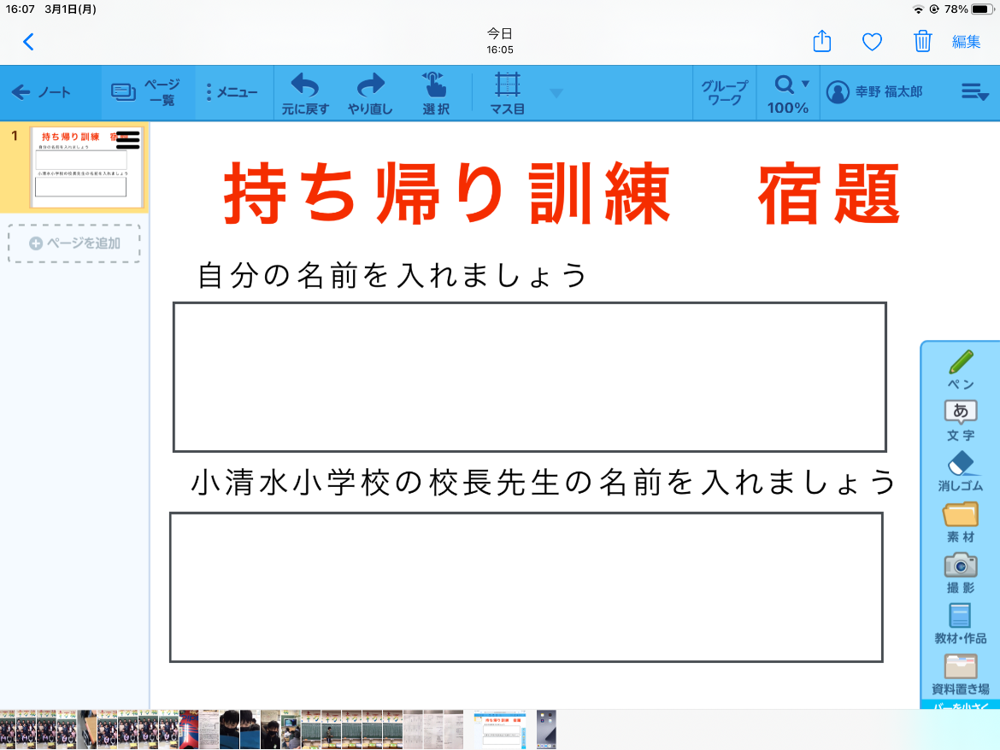 16:07 3月1日(月)
78%
今日
16:05
編集
ノート
ページ
一覧
メニュー
元に戻す
やり直し
選択
マス目
グループ
ワーク
100%
幸野 福太郎
1
持ち帰り訓練 宿
自分の名前を入れましょう
小清水小学校の校長先生の名前を入れましょう
ページを追加
持ち帰り訓練 宿題
自分の名前を入れましょう
小清水小学校の校長先生の名前を入れましょう
ペン
あ
文字
消しゴム
素材
撮影
教材・作品
資料置き場
バーを小さく
持ち帰り訓練 宿題